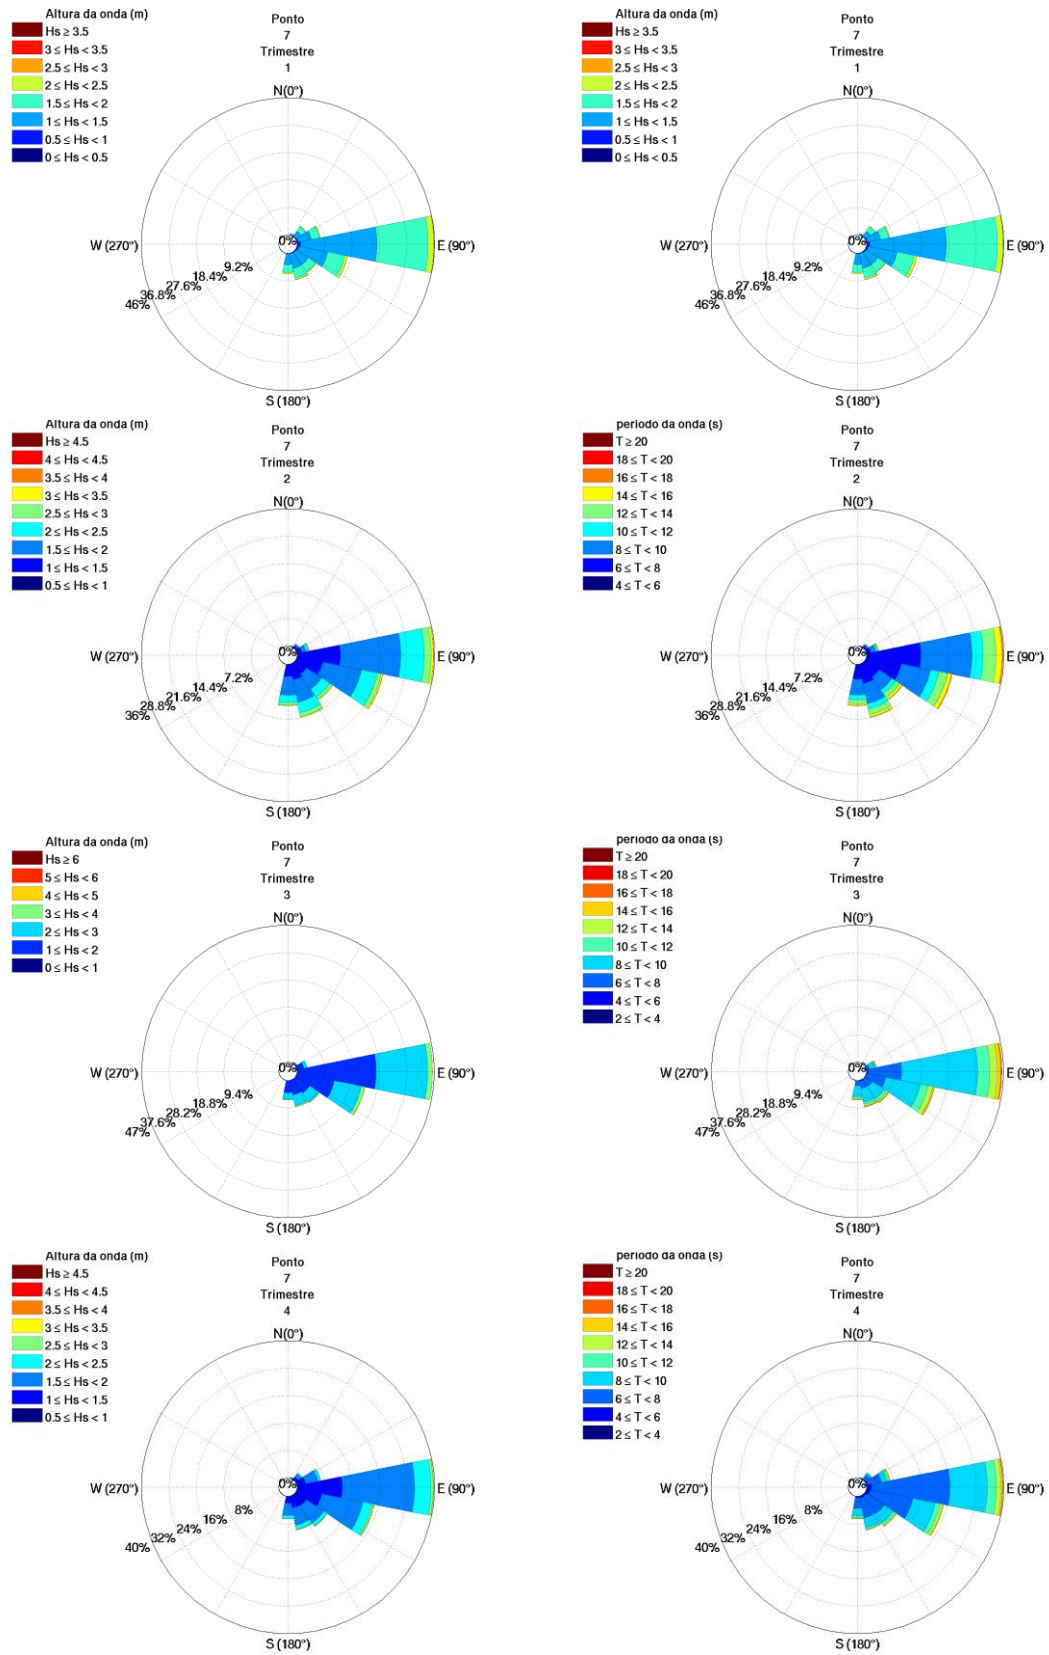 Altura da onda (m)
Hs ≥ 3.5
3 ≤ Hs < 3.5
2.5 ≤ Hs < 3
2 ≤ Hs < 2.5
1.5 ≤ Hs < 2
1 ≤ Hs < 1.5
0.5 ≤ Hs < 1
0 ≤ Hs < 0.5
Ponto
7
Trimestre
1
N(0°)
W (270°)
E (90°)
S (180°)
0%
9.2%
18.4%
27.6%
36.8%
46%
Altura da onda (m)
Hs ≥ 3.5
3 ≤ Hs < 3.5
2.5 ≤ Hs < 3
2 ≤ Hs < 2.5
1.5 ≤ Hs < 2
1 ≤ Hs < 1.5
0.5 ≤ Hs < 1
0 ≤ Hs < 0.5
Ponto
7
Trimestre
1
N(0°)
W (270°)
E (90°)
S (180°)
0%
9.2%
18.4%
27.6%
36.8%
46%
Altura da onda (m)
Hs ≥ 4.5
4 ≤ Hs < 4.5
3.5 ≤ Hs < 4
3 ≤ Hs < 3.5
2.5 ≤ Hs < 3
2 ≤ Hs < 2.5
1.5 ≤ Hs < 2
1 ≤ Hs < 1.5
0.5 ≤ Hs < 1
Ponto
7
Trimestre
2
N(0°)
W (270°)
E (90°)
S (180°)
0%
7.2%
14.4%
21.6%
28.8%
36%
periodo da onda (s)
T ≥ 20
18 ≤ T < 20
16 ≤ T < 18
14 ≤ T < 16
12 ≤ T < 14
10 ≤ T < 12
8 ≤ T < 10
6 ≤ T < 8
4 ≤ T < 6
Ponto
7
Trimestre
2
N(0°)
W (270°)
E (90°)
S (180°)
0%
7.2%
14.4%
21.6%
28.8%
36%
Altura da onda (m)
Hs ≥ 6
5 ≤ Hs < 6
4 ≤ Hs < 5
3 ≤ Hs < 4
2 ≤ Hs < 3
1 ≤ Hs < 2
0 ≤ Hs < 1
Ponto
7
Trimestre
3
N(0°)
W (270°)
E (90°)
S (180°)
0%
9.4%
18.8%
28.2%
37.6%
47%
periodo da onda (s)
T ≥ 20
18 ≤ T < 20
16 ≤ T < 18
14 ≤ T < 16
12 ≤ T < 14
10 ≤ T < 12
8 ≤ T < 10
6 ≤ T < 8
4 ≤ T < 6
2 ≤ T < 4
Ponto
7
Trimestre
3
N(0°)
W (270°)
E (90°)
S (180°)
0%
9.4%
18.8%
28.2%
37.6%
47%
Altura da onda (m)
Hs ≥ 4.5
4 ≤ Hs < 4.5
3.5 ≤ Hs < 4
3 ≤ Hs < 3.5
2.5 ≤ Hs < 3
2 ≤ Hs < 2.5
1.5 ≤ Hs < 2
1 ≤ Hs < 1.5
0.5 ≤ Hs < 1
Ponto
7
Trimestre
4
N(0°)
W (270°)
E (90°)
S (180°)
0%
8%
16%
24%
32%
40%
periodo da onda (s)
T ≥ 20
18 ≤ T < 20
16 ≤ T < 18
14 ≤ T < 16
12 ≤ T < 14
10 ≤ T < 12
8 ≤ T < 10
6 ≤ T < 8
4 ≤ T < 6
2 ≤ T < 4
Ponto
7
Trimestre
4
N(0°)
W (270°)
E (90°)
S (180°)
0%
8%
16%
24%
32%
40%